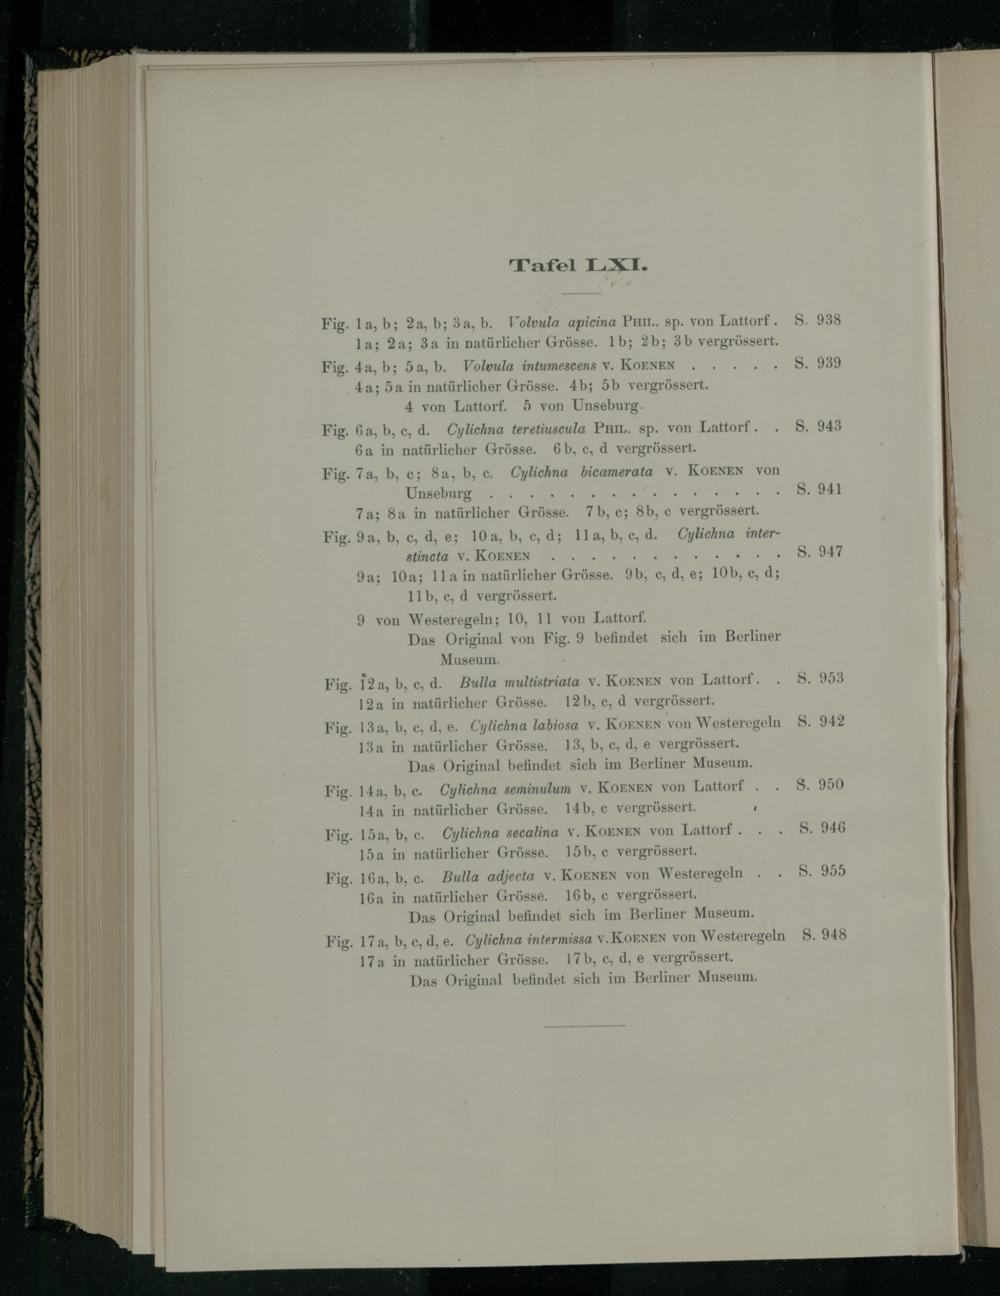 Tafel LXI.
Fig. 1a, b; 2a, b; 3a, b. Volvula apicina PHIL. sp. von Lattorf. S. 938
1a; 2a; 3a in natürlicher Grösse. 1b; 2b; 3b vergrössert.
Fig. 4a, b; 5a, b. Volvula intumescens v. KOENEN . . . . . S. 939
4a; 5a in natürlicher Grösse. 4b; 5b vergrössert.
4 von Lattorf. 5 von Unseburg.
Fig. 6a, b, c, d. Cylichna teretiuscula PHIL. sp. von Lattorf. . S. 943
6a in natürlicher Grösse. 6b, c, d vergrössert.
Fig. 7a, b, c; 8a, b, c. Cylichna bicamerata v. KOENEN von
Unseburg . . . . . . . . . . . . . . . S. 941
7a; 8a in natürlicher Grösse. 7b, c; 8b, c vergrössert.
Fig. 9a, b, c, d, e; 10a, b, c, d; 11a, b, c, d. Cylichna inter-
stincta v. KOENEN . . . . . . . . . . . . S. 947
9a; 10a; 11a in natürlicher Grösse. 9b, c, d, e; 10b, c, d;
11b, c, d vergrössert.
9 von Westeregeln; 10, 11 von Lattorf.
Das Original von Fig. 9 befindet sich im Berliner
Museum.
Fig. 12a, b, c, d. Bulla multistriata v. KOENEN von Lattorf. . S. 953
12a in natürlicher Grösse. 12b, c, d vergrössert.
Fig. 13a, b, c, d, e. Cylichna labiosa v. KOENEN von Westeregeln S. 942
13a in natürlicher Grösse. 13, b, c, d, e vergrössert.
Das Original befindet sich im Berliner Museum.
Fig. 14a, b, c. Cylichna seminulum v. KOENEN von Lattorf . . S. 950
14a in natürlicher Grösse. 14b, c vergrössert.
Fig. 15a, b, c. Cylichna secalina v. KOENEN von Lattorf . . . S. 946
15a in natürlicher Grösse. 15b, c vergrössert.
Fig. 16a, b, c. Bulla adjecta v. KOENEN von Westeregeln . . S. 955
16a in natürlicher Grösse. 16b, c vergrössert.
Das Original befindet sich im Berliner Museum.
Fig. 17a, b, c, d, e. Cylichna intermissa v. KOENEN von Westeregeln S. 948
17a in natürlicher Grösse. 17b, c, d, e vergrössert.
Das Original befindet sich im Berliner Museum.